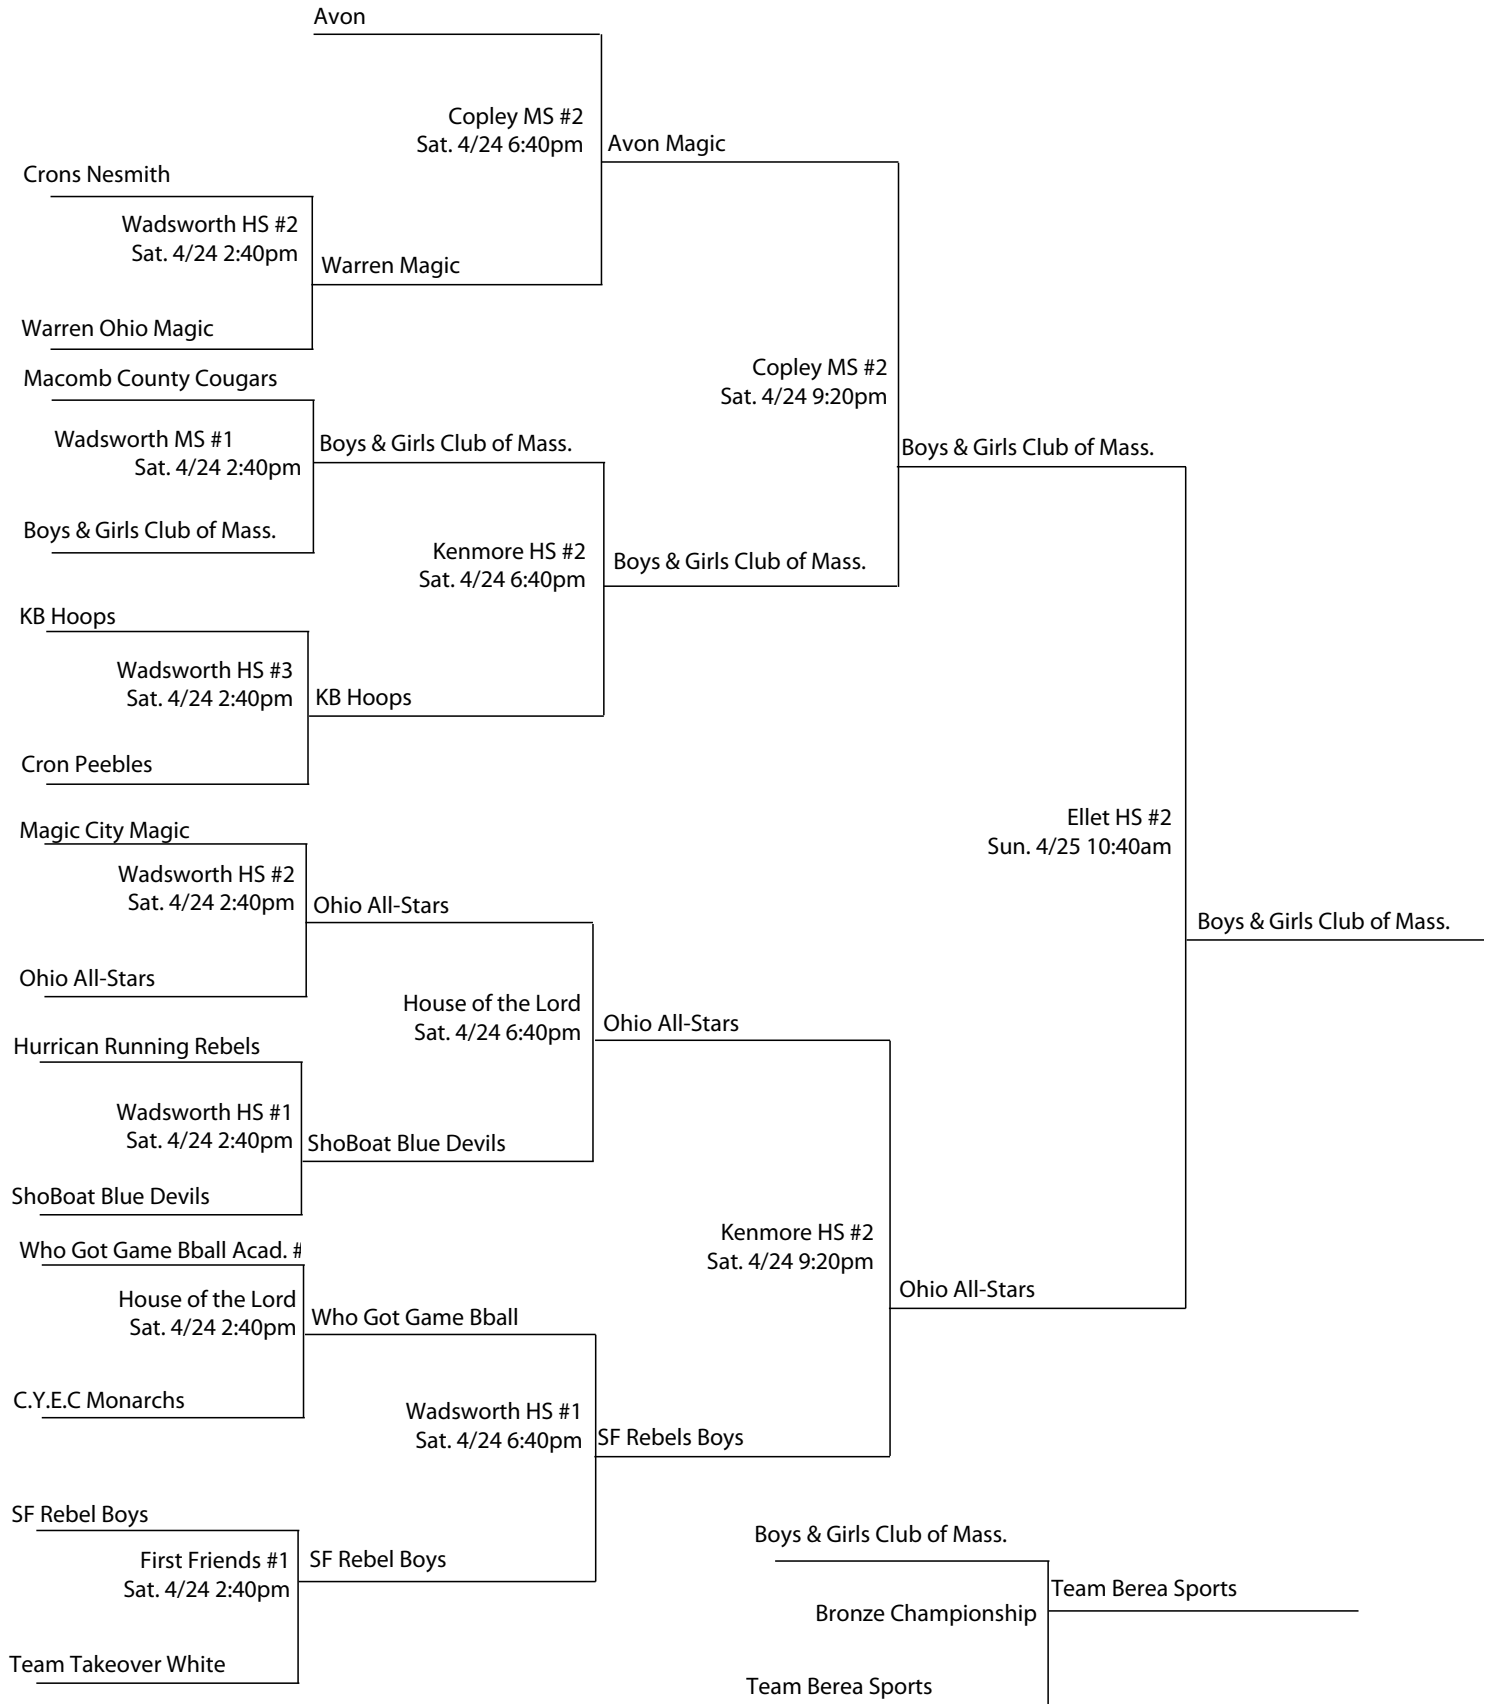 Avon
Copley MS #2
Sat. 4/24 6:40pm
Avon Magic
Crons Nesmith
Wadsworth HS #2
Sat. 4/24 2:40pm
Warren Magic
Warren Ohio Magic
Macomb County Cougars
Copley MS #2
Sat. 4/24 9:20pm
Wadsworth MS #1
Sat. 4/24 2:40pm
Boys & Girls Club of Mass.
Boys & Girls Club of Mass.
Boys & Girls Club of Mass.
Kenmore HS #2
Sat. 4/24 6:40pm
Boys & Girls Club of Mass.
KB Hoops
Wadsworth HS #3
Sat. 4/24 2:40pm
KB Hoops
Cron Peebles
Ellet HS #2
Sun. 4/25 10:40am
Magic City Magic
Wadsworth HS #2
Sat. 4/24 2:40pm
Ohio All-Stars
Boys & Girls Club of Mass.
Ohio All-Stars
House of the Lord
Sat. 4/24 6:40pm
Ohio All-Stars
Hurrican Running Rebels
Wadsworth HS #1
Sat. 4/24 2:40pm
ShoBoat Blue Devils
ShoBoat Blue Devils
Kenmore HS #2
Sat. 4/24 9:20pm
Who Got Game Bball Acad. #
House of the Lord
Sat. 4/24 2:40pm
Ohio All-Stars
Who Got Game Bball
C.Y.E.C Monarchs
Wadsworth HS #1
Sat. 4/24 6:40pm
SF Rebels Boys
SF Rebel Boys
First Friends #1
Sat. 4/24 2:40pm
SF Rebel Boys
Team Takeover White
Boys & Girls Club of Mass.
Team Berea Sports
Bronze Championship
Team Berea Sports